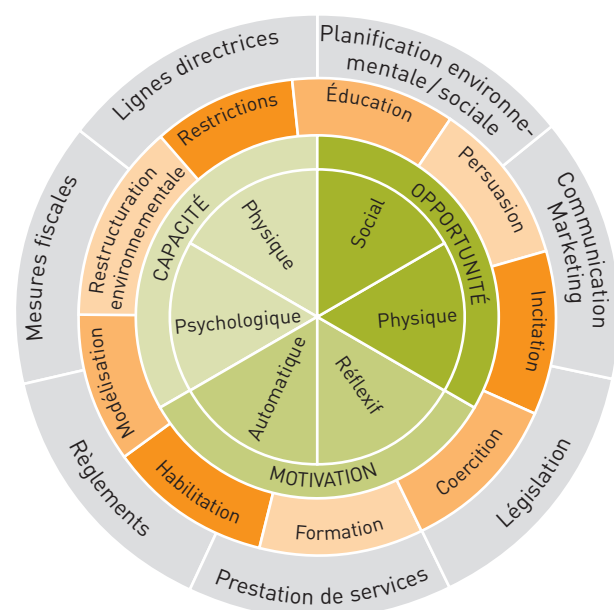 Lignes directrices
Planification environne-
mentale / sociale
Communication
Marketing
Législation
Prestation de services
Règlements
Mesures fiscales
Restrictions
Éducation
Persuasion
Incitation
Coercition
Formation
Habilitation
Modélisation
Restructuration
environnementale
CAPACITÉ
OPPORTUNITÉ
MOTIVATION
Physique
Social
Physique
Réflexif
Automatique
Psychologique